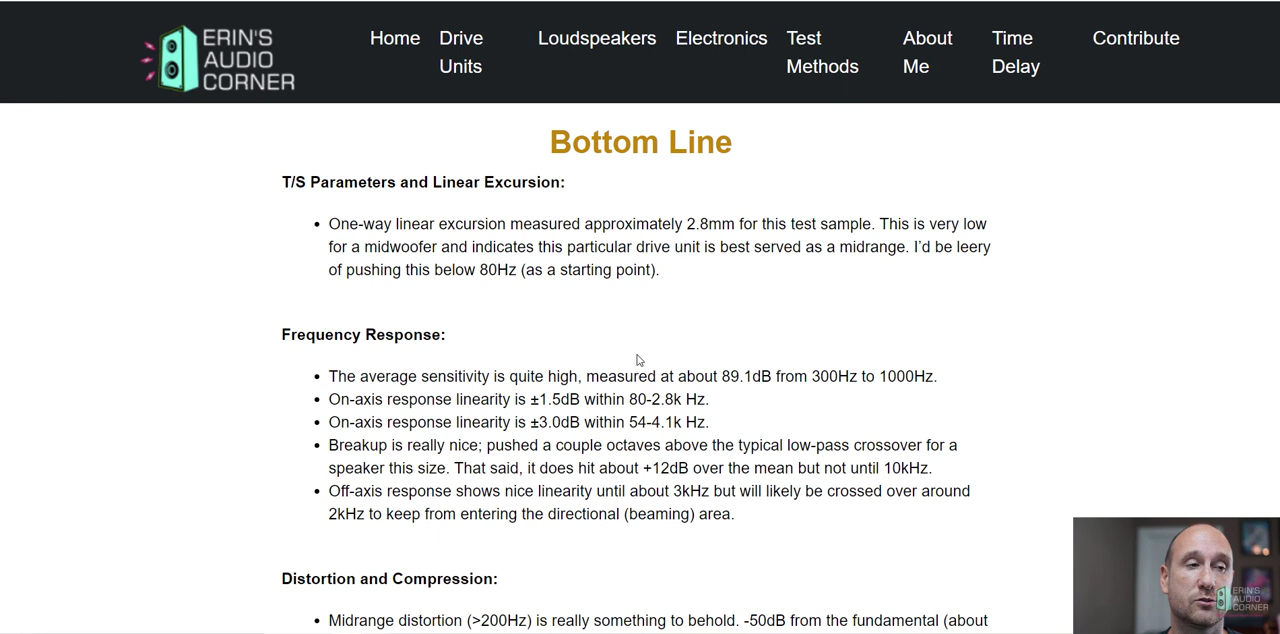 ERIN'S
AUDIO
CORNER
Home
Drive
Units
Loudspeakers
Electronics
Test
Methods
About
Me
Time
Delay
Contribute
Bottom Line
T/S Parameters and Linear Excursion:
• One-way linear excursion measured approximately 2.8mm for this test sample. This is very low
for a midwoofer and indicates this particular drive unit is best served as a midrange. I'd be leery
of pushing this below 80Hz (as a starting point).
Frequency Response:
• The average sensitivity is quite high, measured at about 89.1dB from 300Hz to 1000Hz.
• On-axis response linearity is ±1.5dB within 80-2.8k Hz.
• On-axis response linearity is ±3.0dB within 54-4.1k Hz.
• Breakup is really nice; pushed a couple octaves above the typical low-pass crossover for a
speaker this size. That said, it does hit about +12dB over the mean but not until 10kHz.
• Off-axis response shows nice linearity until about 3kHz but will likely be crossed over around
2kHz to keep from entering the directional (beaming) area.
Distortion and Compression:
• Midrange distortion (>200Hz) is really something to behold. -50dB from the fundamental (about
ERIN'S
AUDIO
CORNER